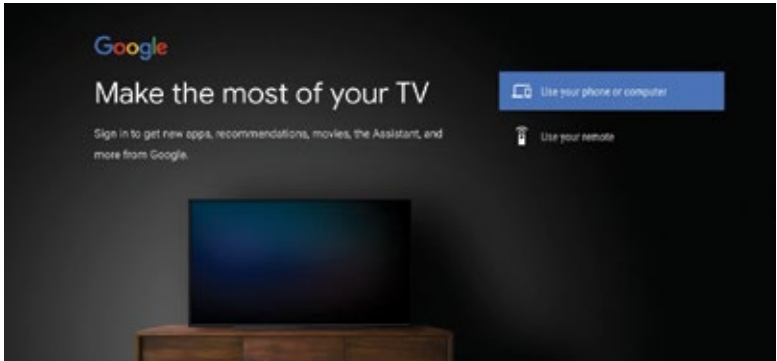 Google
Make the most of your TV
Sign in to get new apps, recommendations, movies, the Assistant, and
more from Google.
Use your phone or computer
Use your remote